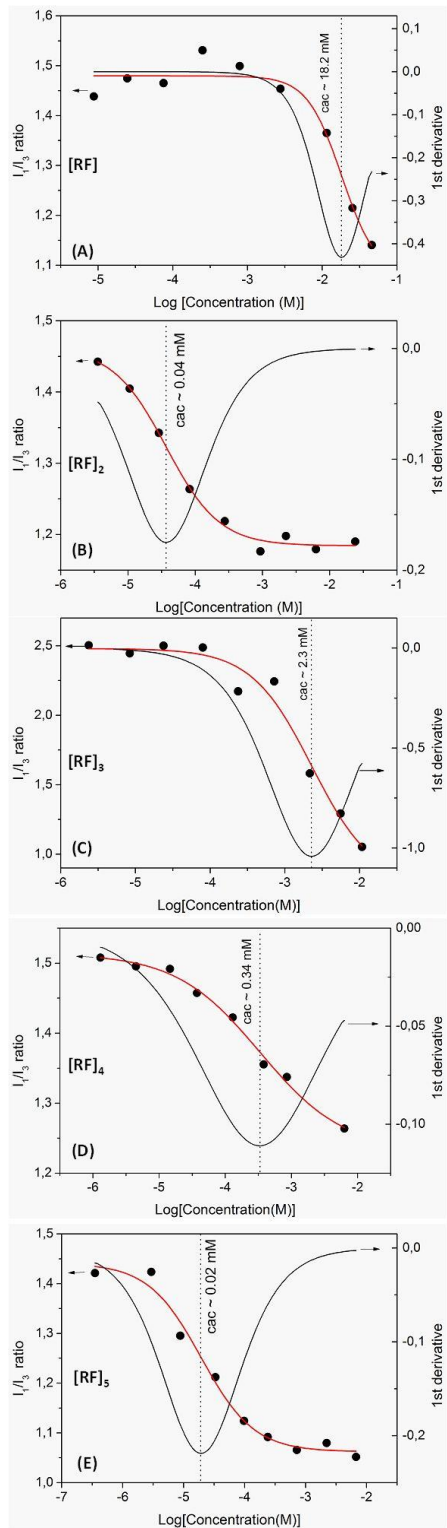 1,6
1,5
1,4
1,3
1,2
1,1
I1/I3 ratio
[RF]
(A)
cac ~ 18.2 mM
0,1
0,0
-0,1
-0,2
-0,3
-0,4
1st derivative
-5
-4
-3
-2
-1
Log [Concentration (M)]
1,5
1,4
1,3
1,2
I1/I3 ratio
[RF]2
(B)
cac ~ 0.04 mM
0,0
-0,1
-0,2
1st derivative
-6
-5
-4
-3
-2
-1
Log[Concentration (M)]
2,5
2,0
1,5
1,0
I1/I3 ratio
[RF]3
(C)
cac ~ 2.3 mM
0,0
-0,5
-1,0
1st derivative
-6
-5
-4
-3
-2
Log[Concentration(M)]
1,5
1,4
1,3
1,2
I1/I3 ratio
[RF]4
(D)
cac ~ 0.34 mM
0,00
-0,05
-0,10
1st derivative
-6
-5
-4
-3
-2
Log[Concentration(M)]
1,5
1,4
1,3
1,2
1,1
1,0
I1/I3 ratio
[RF]5
(E)
cac ~ 0.02 mM
0,0
-0,1
-0,2
1st derivative
-7
-6
-5
-4
-3
-2
-1
Log[Concentration(M)]